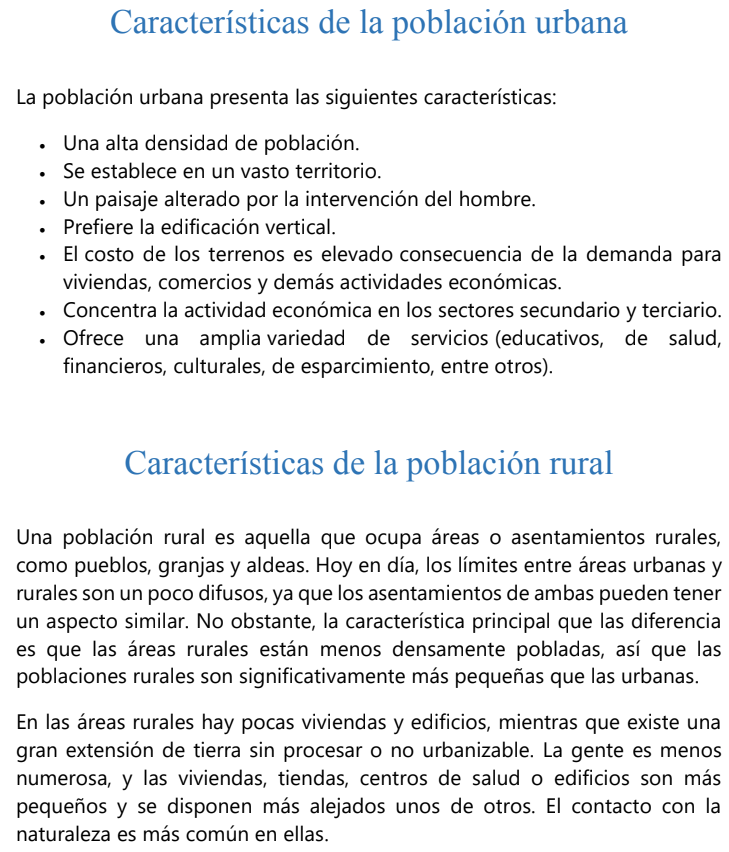 Características de la población urbana
La población urbana presenta las siguientes características:
• Una alta densidad de población.
• Se establece en un vasto territorio.
• Un paisaje alterado por la intervención del hombre.
• Prefiere la edificación vertical.
• El costo de los terrenos es elevado consecuencia de la demanda para
viviendas, comercios y demás actividades económicas.
• Concentra la actividad económica en los sectores secundario y terciario.
• Ofrece una amplia variedad de servicios (educativos, de salud,
financieros, culturales, de esparcimiento, entre otros).
Características de la población rural
Una población rural es aquella que ocupa áreas o asentamientos rurales,
como pueblos, granjas y aldeas. Hoy en día, los límites entre áreas urbanas y
rurales son un poco difusos, ya que los asentamientos de ambas pueden tener
un aspecto similar. No obstante, la característica principal que las diferencia
es que las áreas rurales están menos densamente pobladas, así que las
poblaciones rurales son significativamente más pequeñas que las urbanas.
En las áreas rurales hay pocas viviendas y edificios, mientras que existe una
gran extensión de tierra sin procesar o no urbanizable. La gente es menos
numerosa, y las viviendas, tiendas, centros de salud o edificios son más
pequeños y se disponen más alejados unos de otros. El contacto con la
naturaleza es más común en ellas.